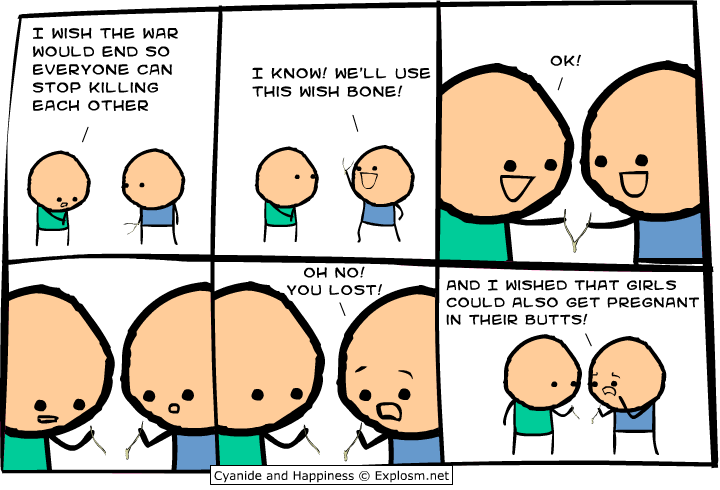 I WISH THE WAR
WOULD END SO
EVERYONE CAN
STOP KILLING
EACH OTHER
I KNOW! WE'LL USE
THIS WISH BONE!
OK!
OH NO!
YOU LOST!
AND I WISHED THAT GIRLS
COULD ALSO GET PREGNANT
IN THEIR BUTTS!
Cyanide and Happiness © Explosm.net